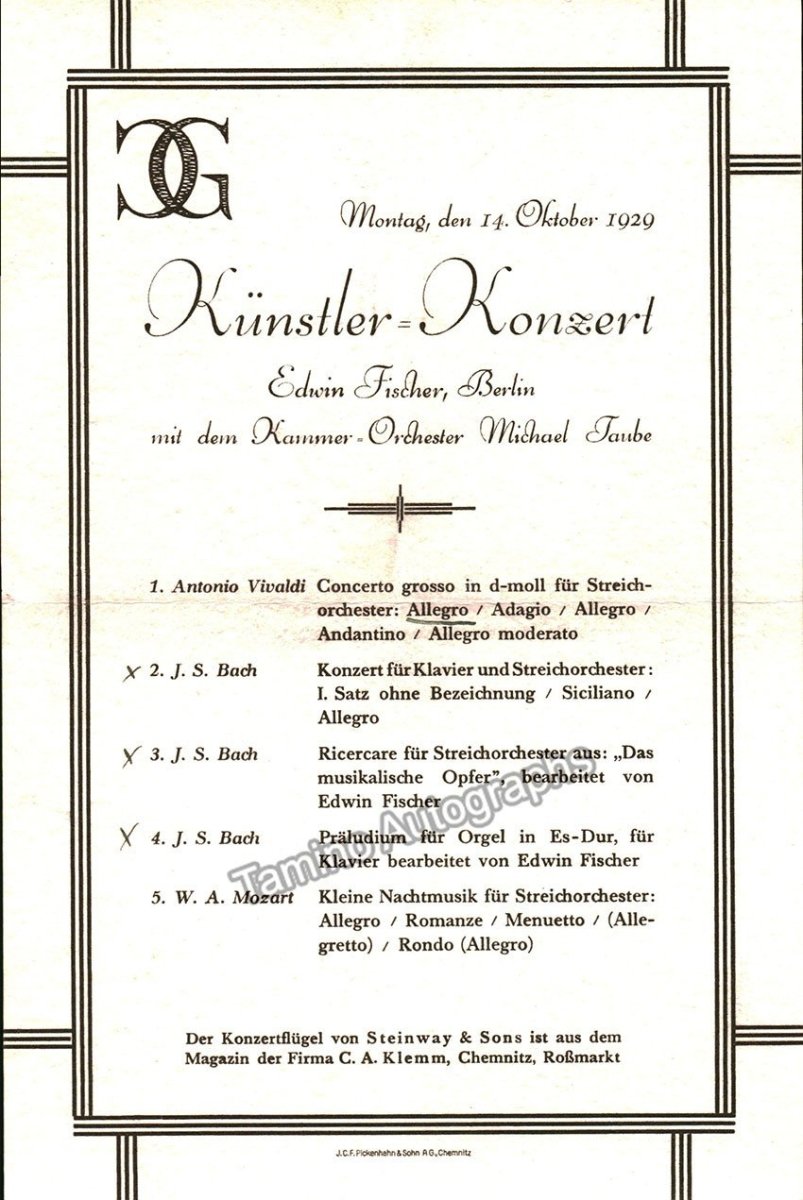 CG
Montag, den 14. Oktober 1929
Künstler=Konzert
Edwin Fischer, Berlin
mit dem Kammer=Orchester Michael Taube
1. Antonio Vivaldi Concerto grosso in d-moll für Streich-
orchester: Allegro / Adagio / Allegro /
Andantino / Allegro moderato
x 2. J. S. Bach Konzert für Klavier und Streichorchester:
I. Satz ohne Bezeichnung / Siciliano /
Allegro
x 3. J. S. Bach Ricercare für Streichorchester aus: „Das
musikalische Opfer”, bearbeitet von
Edwin Fischer
x 4. J. S. Bach Präludium für Orgel in Es-Dur, für
Klavier bearbeitet von Edwin Fischer
5. W. A. Mozart Kleine Nachtmusik für Streichorchester:
Allegro / Romanze / Menuetto / (Alle-
gretto) / Rondo (Allegro)
Tamino Autographs
Der Konzertflügel von Steinway & Sons ist aus dem
Magazin der Firma C. A. Klemm, Chemnitz, Roßmarkt
J.C.F. Pickenhahn & Sohn A G., Chemnitz